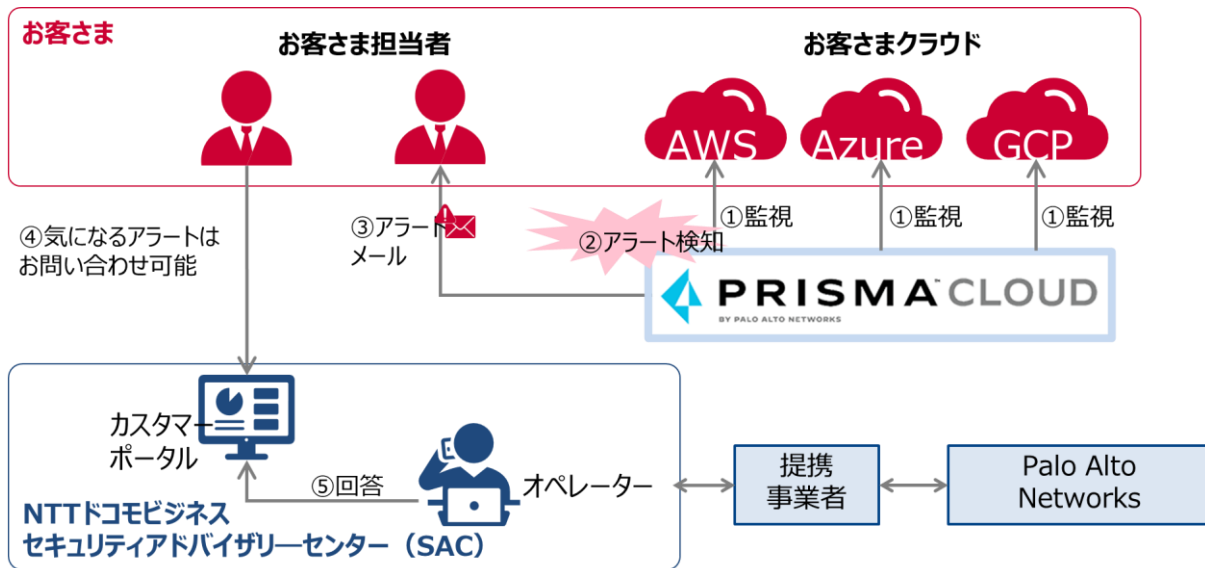 お客さま
お客さま担当者
お客さまクラウド
AWS
Azure
GCP
①監視
①監視
①監視
②アラート検知
③アラート
メール
④気になるアラートは
お問い合わせ可能
PRISMA™ CLOUD
BY PALO ALTO NETWORKS
カスタマー
ポータル
⑤回答
オペレーター
NTTドコモビジネス
セキュリティアドバイザリーセンター（SAC）
提携
事業者
Palo Alto
Networks